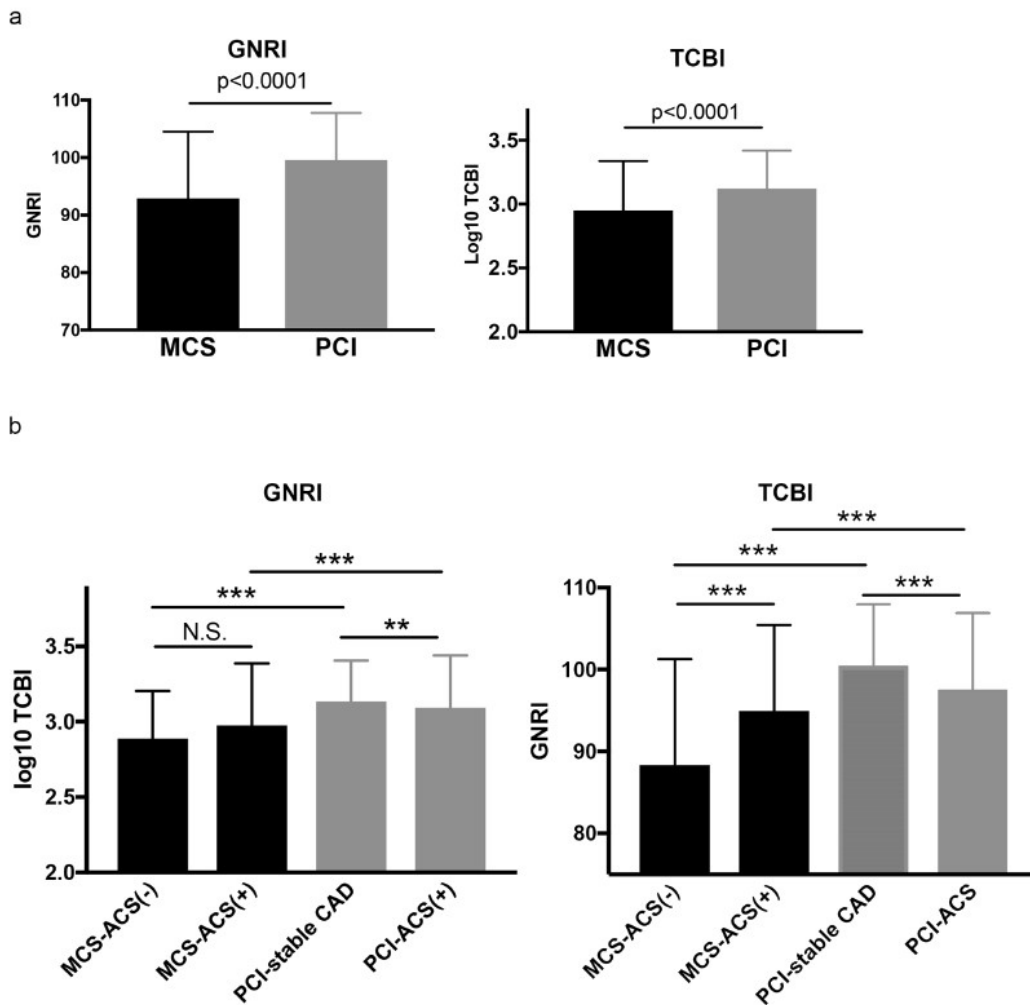 a
GNRI
p<0.0001
110
100
90
80
70
GNRI
MCS
PCI
TCBI
p<0.0001
3.5
3.0
2.5
2.0
Log10 TCBI
MCS
PCI
b
GNRI
***
***
**
N.S.
3.5
3.0
2.5
2.0
log10 TCBI
MCS-ACS(-)
MCS-ACS(+)
PCI-stable CAD
PCI-ACS(+)
TCBI
***
***
***
***
110
100
90
80
GNRI
MCS-ACS(-)
MCS-ACS(+)
PCI-stable CAD
PCI-ACS